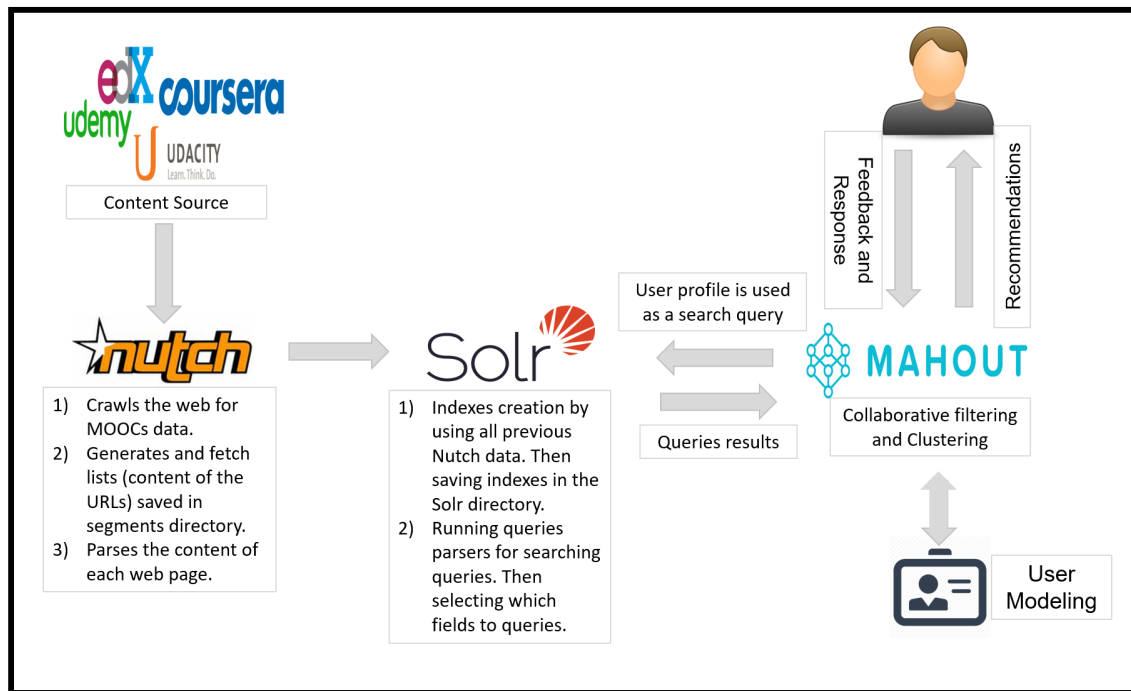 edX
coursera
udemy
UDACITY
Learn. Think. Do.
Content Source
Feedback and
Response
Recommendations
User profile is used
as a search query
nutch
Solr
MAHOUT
1) Crawls the web for
MOOCs data.
2) Generates and fetch
lists (content of the
URLs) saved in
segments directory.
3) Parses the content of
each web page.
1) Indexes creation by
using all previous
Nutch data. Then
saving indexes in the
Solr directory.
2) Running queries
parsers for searching
queries. Then
selecting which
fields to queries.
Queries results
Collaborative filtering
and Clustering
User
Modeling